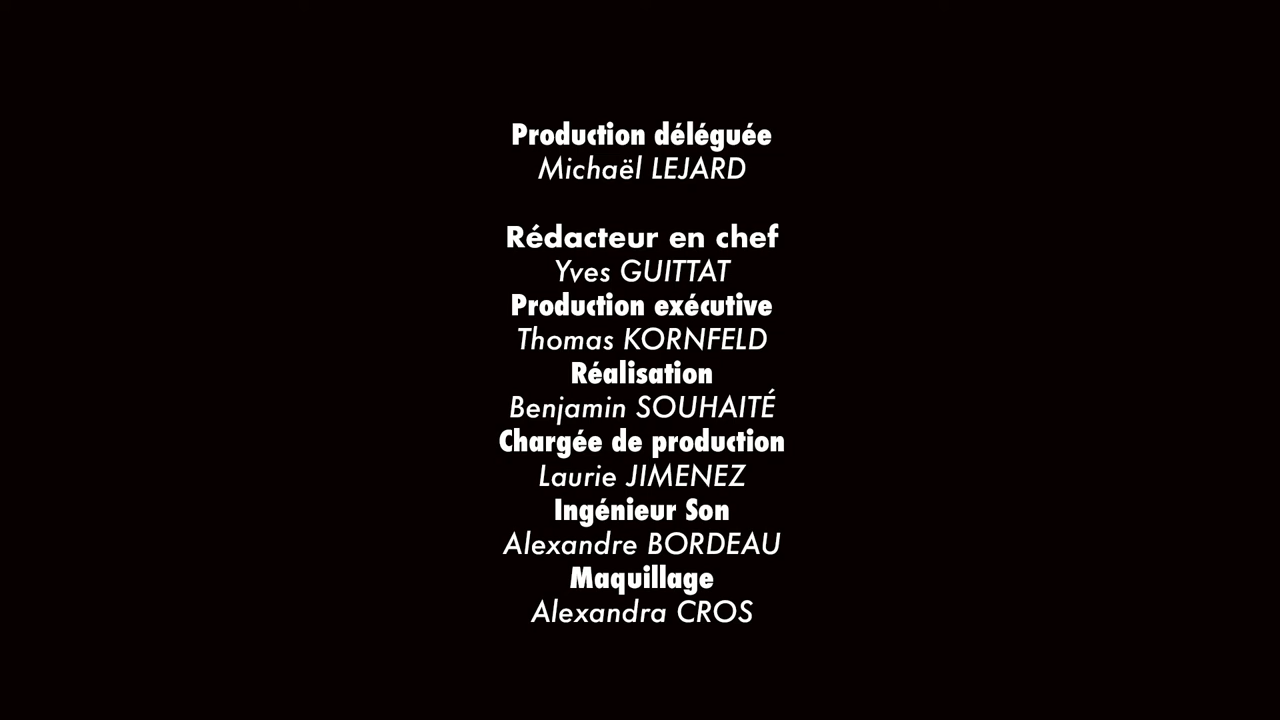 Production déléguée
Michaël LEJARD
Rédacteur en chef
Yves GUITTAT
Production exécutive
Thomas KORNFELD
Réalisation
Benjamin SOUHAITÉ
Chargée de production
Laurie JIMENEZ
Ingénieur Son
Alexandre BORDEAU
Maquillage
Alexandra CROS